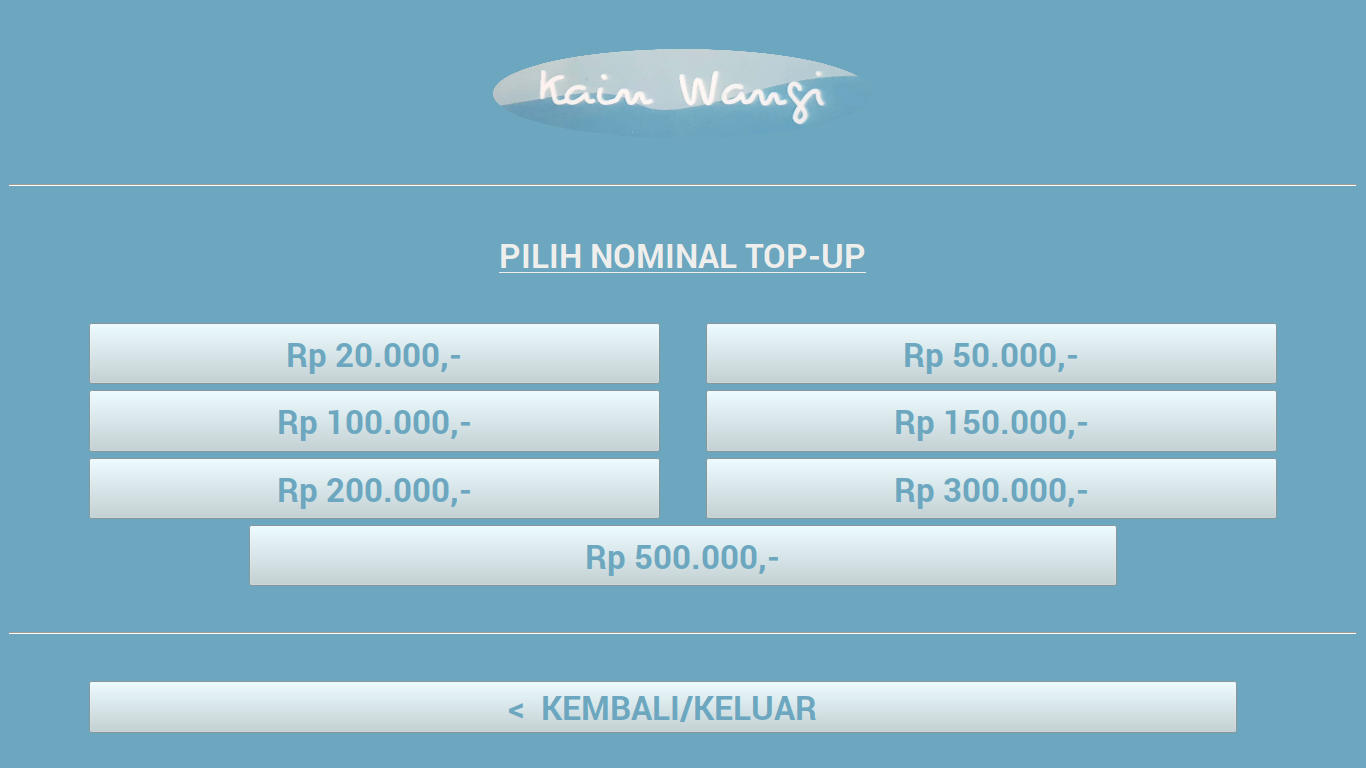 Kain Wangi
PILIH NOMINAL TOP-UP
Rp 20.000,-
Rp 50.000,-
Rp 100.000,-
Rp 150.000,-
Rp 200.000,-
Rp 300.000,-
Rp 500.000,-
< KEMBALI/KELUAR